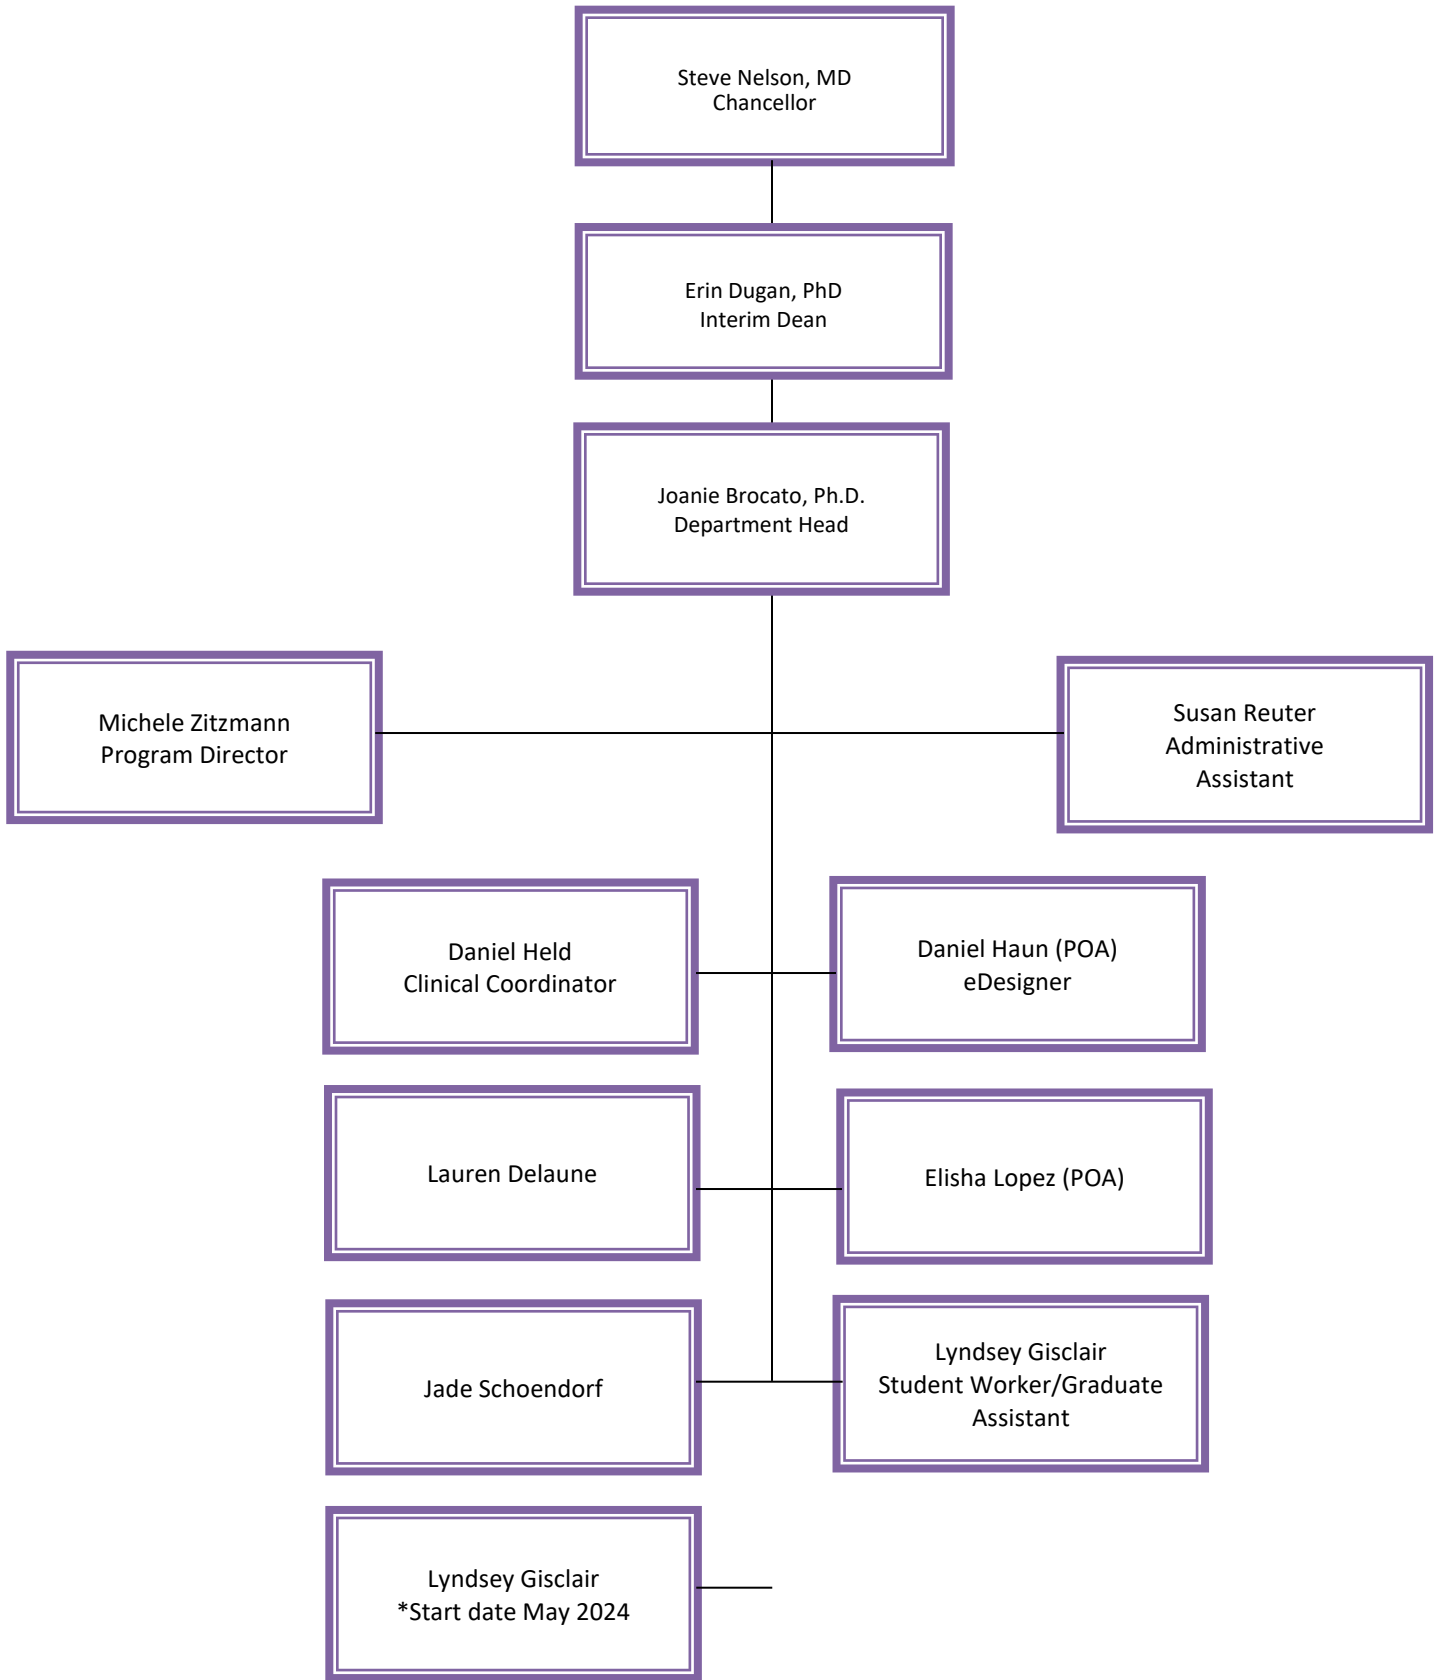 Steve Nelson, MD
Chancellor
Erin Dugan, PhD
Interim Dean
Joanie Brocato, Ph.D.
Department Head
Michele Zitzmann
Program Director
Susan Reuter
Administrative
Assistant
Daniel Held
Clinical Coordinator
Daniel Haun (POA)
eDesigner
Lauren Delaune
Elisha Lopez (POA)
Jade Schoendorf
Lyndsey Gisclair
Student Worker/Graduate
Assistant
Lyndsey Gisclair
*Start date May 2024